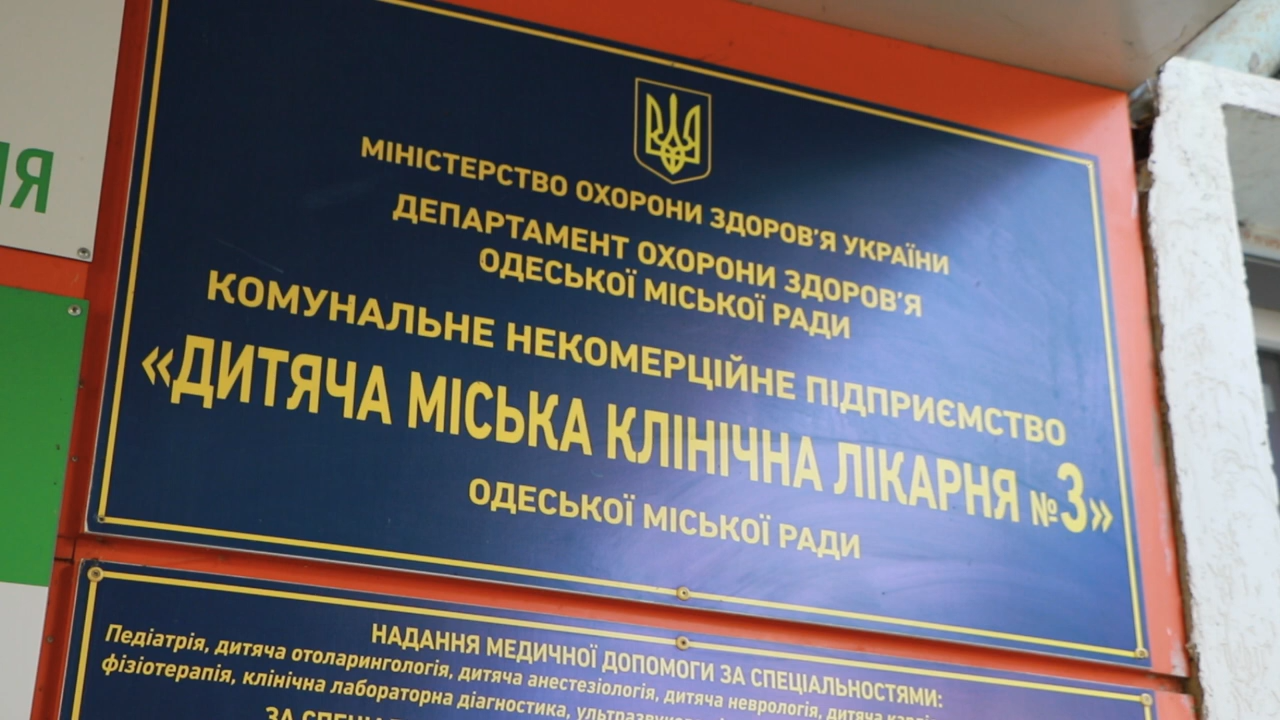 МІНІСТЕРСТВО ОХОРОНИ ЗДОРОВ'Я УКРАЇНИ
ДЕПАРТАМЕНТ ОХОРОНИ ЗДОРОВ'Я
ОДЕСЬКОЇ МІСЬКОЇ РАДИ
КОМУНАЛЬНЕ НЕКОМЕРЦІЙНЕ ПІДПРИЄМСТВО
«ДИТЯЧА МІСЬКА КЛІНІЧНА ЛІКАРНЯ №3»
ОДЕСЬКОЇ МІСЬКОЇ РАДИ
НАДАННЯ МЕДИЧНОЇ ДОПОМОГИ ЗА СПЕЦІАЛЬНОСТЯМИ:
Педіатрія, дитяча отоларингологія, дитяча анестезіологія, дитяча неврологія, дитяча
фізіотерапія, клінічна лабораторна діагностика,